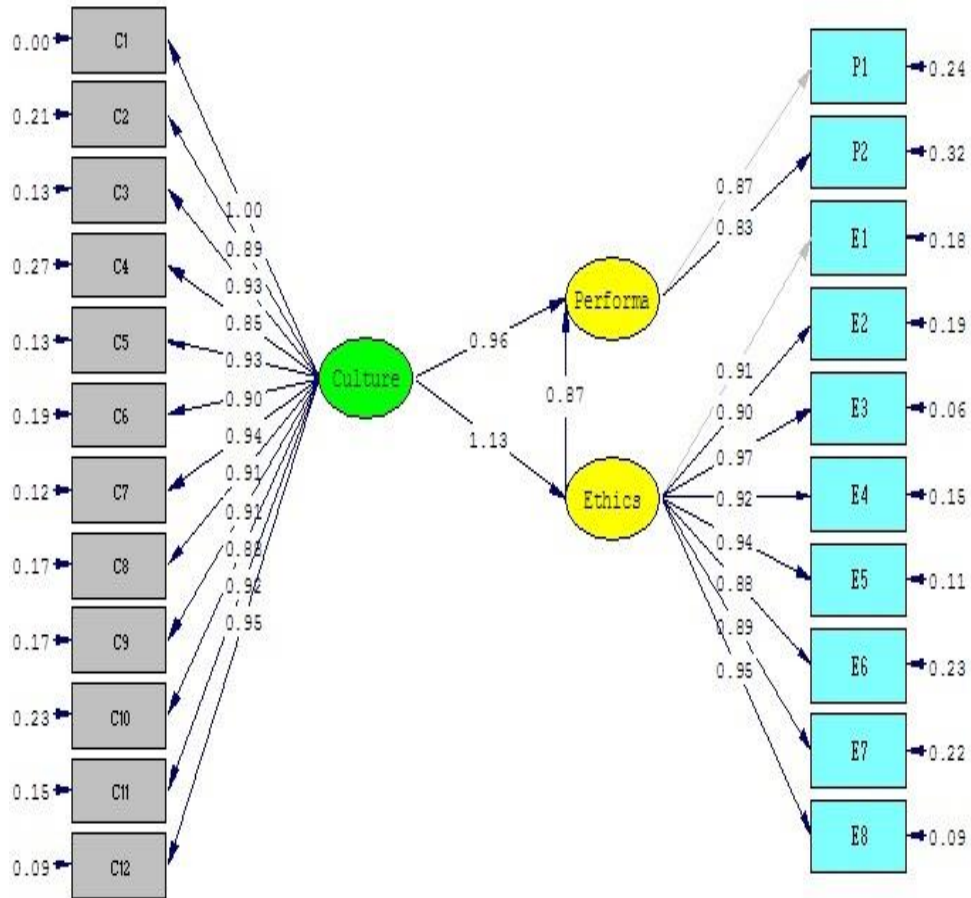 0.00 C1
0.21 C2
0.13 C3
0.27 C4
0.13 C5
0.19 C6
0.12 C7
0.17 C8
0.17 C9
0.23 C10
0.15 C11
0.09 C12
1.00
0.89
0.93
0.85
0.93
0.90
0.94
0.91
0.91
0.88
0.92
0.95
Culture
0.96
1.13
Performa
0.87
Ethics
0.87
0.83
0.91
0.90
0.97
0.92
0.94
0.88
0.89
0.95
P1 0.24
P2 0.32
E1 0.18
E2 0.19
E3 0.06
E4 0.15
E5 0.11
E6 0.23
E7 0.22
E8 0.09